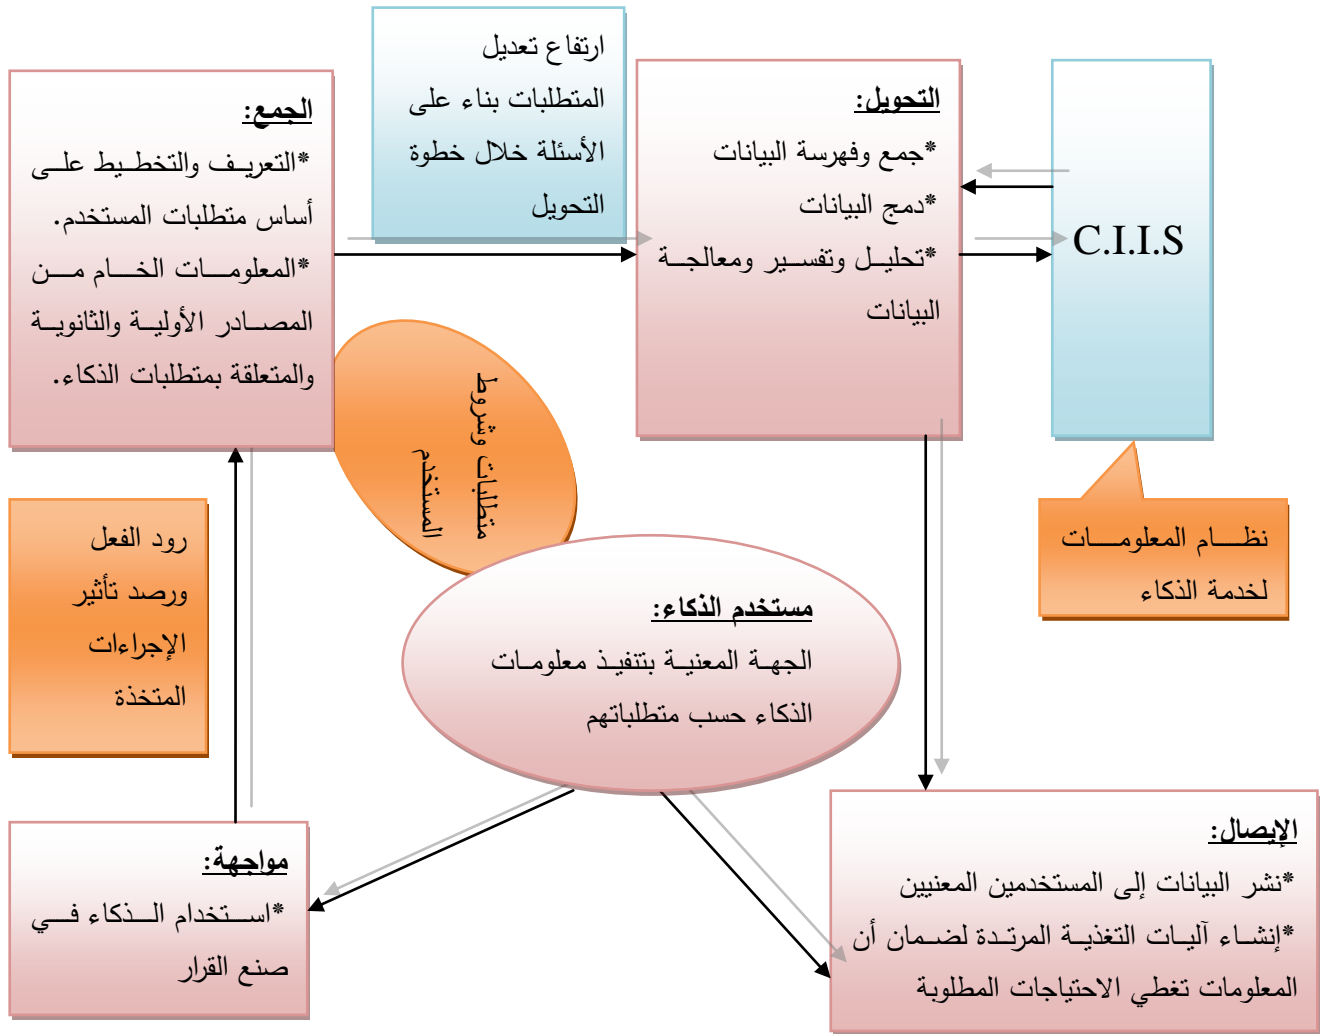 الجمع:
*التعريف والتخطيط على
أساس متطلبات المستخدم.
*المعلومات الخام من
المصادر الأولية والثانوية
والمتعلقة بمتطلبات الذكاء.
ارتفاع تعديل
المتطلبات بناء على
الأسئلة خلال خطوة
التحويل
التحويل:
*جمع وفهرسة البيانات
*دمج البيانات
*تحليل وتفسير ومعالجة
البيانات
C.I.I.S
نظام المعلومات
لخدمة الذكاء
متطلبات وشروط
المستخدم
مستخدم الذكاء:
الجهة المعنية بتنفيذ معلومات
الذكاء حسب متطلباتهم
رود الفعل
ورصد تأثير
الإجراءات
المتخذة
مواجهة:
*استخدام الذكاء في
صنع القرار
الإيصال:
*نشر البيانات إلى المستخدمين المعنيين
*إنشاء آليات التغذية المرتدة لضمان أن
المعلومات تغطي الاحتياجات المطلوبة